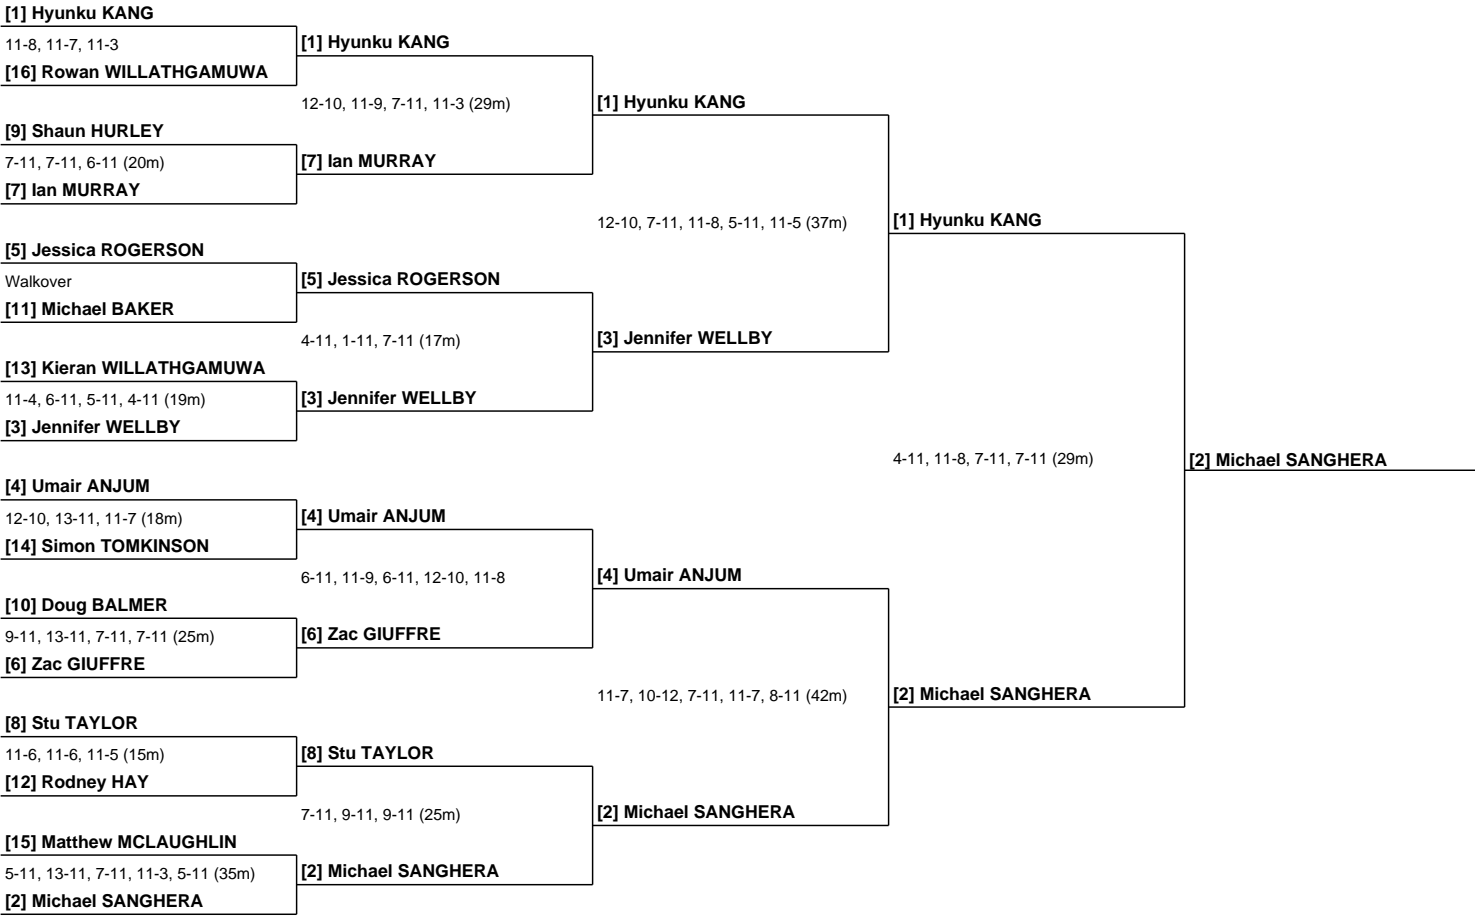 [1] Hyunku KANG
11-8, 11-7, 11-3
[16] Rowan WILLATHGAMUWA
[9] Shaun HURLEY
7-11, 7-11, 6-11 (20m)
[7] Ian MURRAY
[5] Jessica ROGERSON
Walkover
[11] Michael BAKER
[13] Kieran WILLATHGAMUWA
11-4, 6-11, 5-11, 4-11 (19m)
[3] Jennifer WELLBY
[4] Umair ANJUM
12-10, 13-11, 11-7 (18m)
[14] Simon TOMKINSON
[10] Doug BALMER
9-11, 13-11, 7-11, 7-11 (25m)
[6] Zac GIUFFRE
[8] Stu TAYLOR
11-6, 11-6, 11-5 (15m)
[12] Rodney HAY
[15] Matthew MCLAUGHLIN
5-11, 13-11, 7-11, 11-3, 5-11 (35m)
[2] Michael SANGHERA
[1] Hyunku KANG
12-10, 11-9, 7-11, 11-3 (29m)
[7] Ian MURRAY
[5] Jessica ROGERSON
4-11, 1-11, 7-11 (17m)
[3] Jennifer WELLBY
[4] Umair ANJUM
6-11, 11-9, 6-11, 12-10, 11-8
[6] Zac GIUFFRE
[8] Stu TAYLOR
7-11, 9-11, 9-11 (25m)
[2] Michael SANGHERA
[1] Hyunku KANG
12-10, 7-11, 11-8, 5-11, 11-5 (37m)
[3] Jennifer WELLBY
[4] Umair ANJUM
11-7, 10-12, 7-11, 11-7, 8-11 (42m)
[2] Michael SANGHERA
[1] Hyunku KANG
4-11, 11-8, 7-11, 7-11 (29m)
[2] Michael SANGHERA
[2] Michael SANGHERA